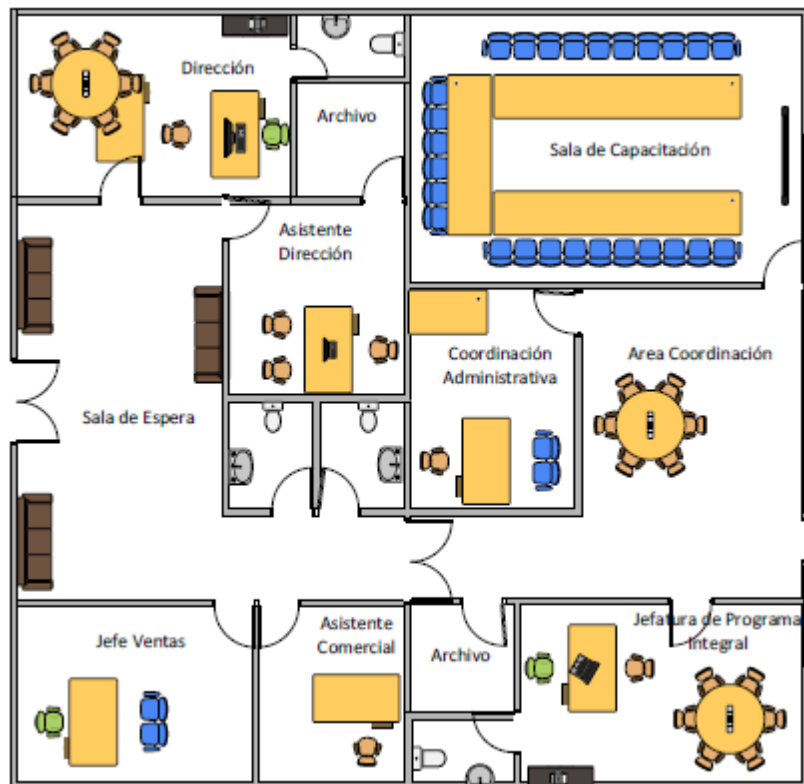 Dirección
Archivo
Sala de Capacitación
Asistente
Dirección
Coordinación
Administrativa
Area Coordinación
Sala de Espera
Jefe Ventas
Asistente
Comercial
Archivo
Jefatura de Programa
Integral